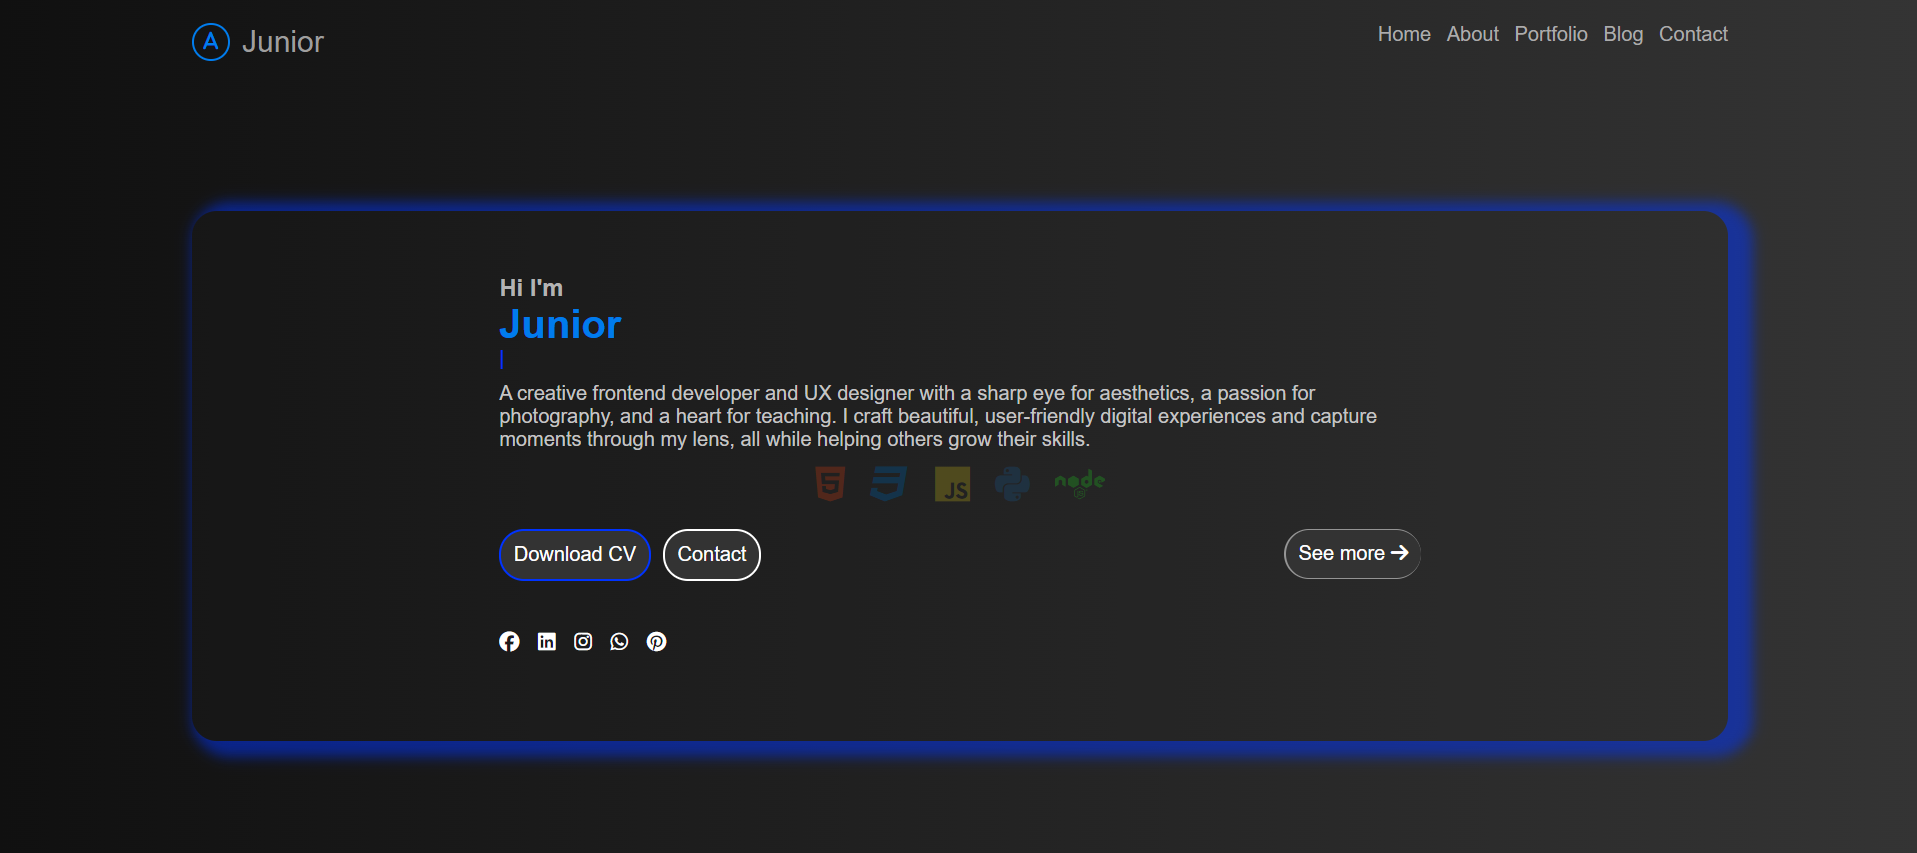 A Junior
Home About Portfolio Blog Contact
Hi I'm
Junior
A creative frontend developer and UX designer with a sharp eye for aesthetics, a passion for
photography, and a heart for teaching. I craft beautiful, user-friendly digital experiences and capture
moments through my lens, all while helping others grow their skills.
5 3 JS node
JS
Download CV Contact See more →
in